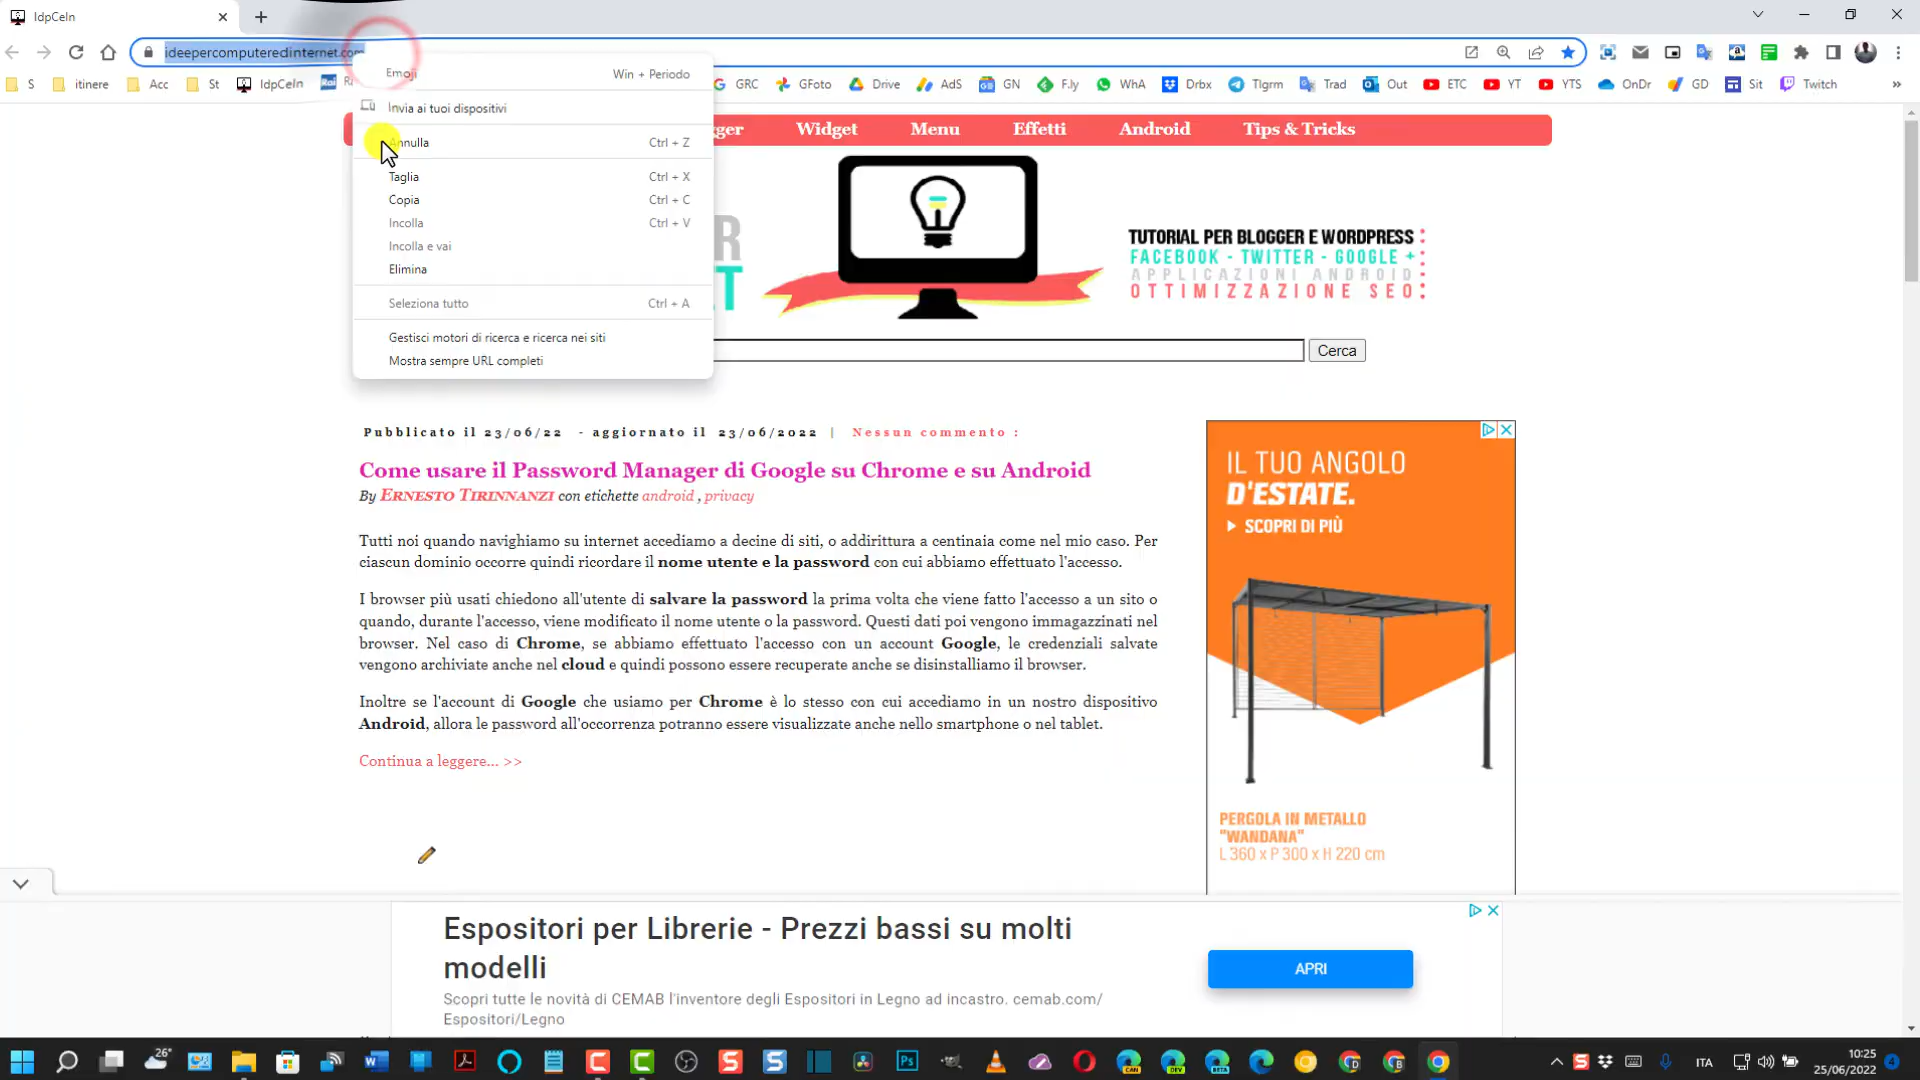 IdpCeIn
ideepercomputeredinternet.com
S
itinere
Acc
St
IdpCeIn
Rai
GRC
GFoto
Drive
AdS
GN
F.ly
WhA
Drbx
Tlgrm
Trad
Out
ETC
YT
YTS
OnDr
GD
Sit
Twitch
»
Emoji Win + Periodo
Invia ai tuoi dispositivi
Annulla Ctrl + Z
Taglia Ctrl + X
Copia Ctrl + C
Incolla Ctrl + V
Incolla e vai
Elimina
Seleziona tutto Ctrl + A
Gestisci motori di ricerca e ricerca nei siti
Mostra sempre URL completi
Widget
Menu
Effetti
Android
Tips & Tricks
TUTORIAL PER BLOGGER E WORDPRESS
FACEBOOK - TWITTER - GOOGLE +
APPLICAZIONI ANDROID
OTTIMIZZAZIONE SEO
Cerca
Pubblicato il 23/06/22 - aggiornato il 23/06/2022 | Nessun commento :
Come usare il Password Manager di Google su Chrome e su Android
By Ernesto Tirinnanzi con etichette android , privacy
Tutti noi quando navighiamo su internet accediamo a decine di siti, o addirittura a centinaia come nel mio caso. Per
ciascun dominio occorre quindi ricordare il nome utente e la password con cui abbiamo effettuato l'accesso.
I browser più usati chiedono all'utente di salvare la password la prima volta che viene fatto l'accesso a un sito o
quando, durante l'accesso, viene modificato il nome utente o la password. Questi dati poi vengono immagazzinati nel
browser. Nel caso di Chrome, se abbiamo effettuato l'accesso con un account Google, le credenziali salvate
vengono archiviate anche nel cloud e quindi possono essere recuperate anche se disinstalliamo il browser.
Inoltre se l'account di Google che usiamo per Chrome è lo stesso con cui accediamo in un nostro dispositivo
Android, allora le password all'occorrenza potranno essere visualizzate anche nello smartphone o nel tablet.
Continua a leggere... >>
IL TUO ANGOLO
D'ESTATE.
SCOPRI DI PIÙ
PERGOLA IN METALLO
"WANDANA"
L 360 x P 300 x H 220 cm
Espositori per Librerie - Prezzi bassi su molti
modelli
Scopri tutte le novità di CEMAB l'inventore degli Espositori in Legno ad incastro. cemab.com/
Espositori/Legno
APRI
26°
ITA
10:25
25/06/2022